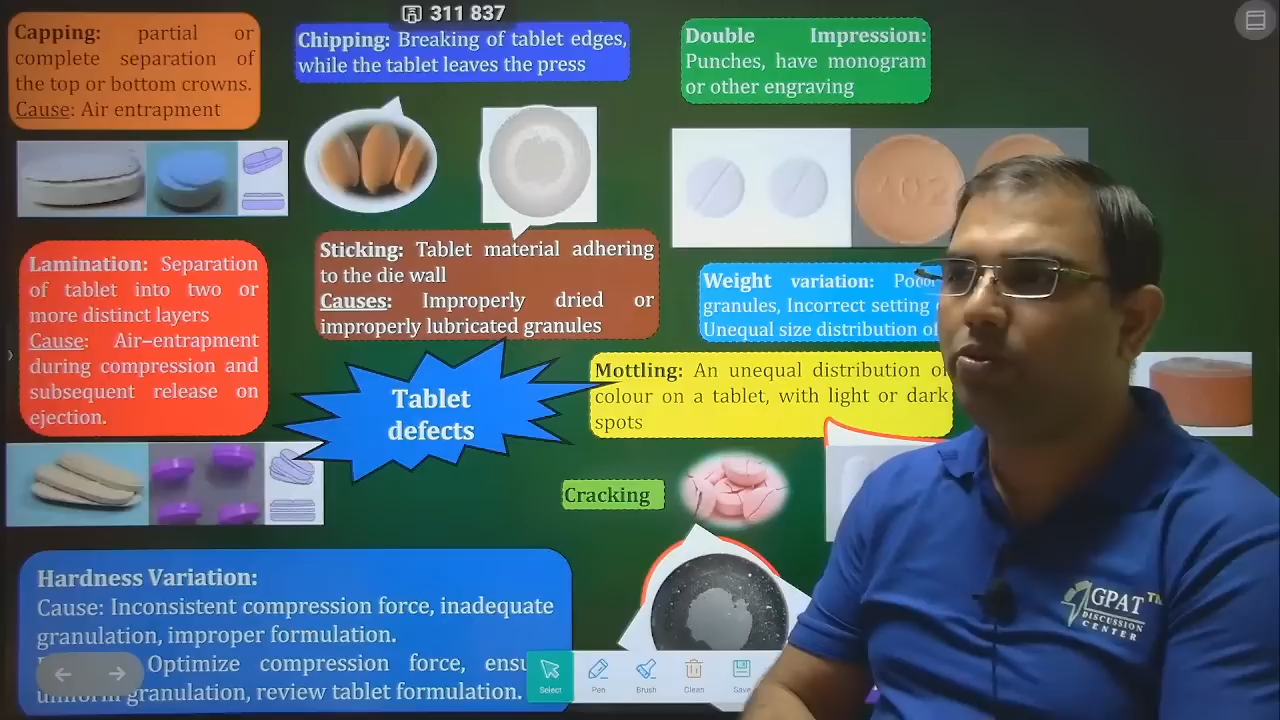 311 837
Capping: partial or
complete separation of
the top or bottom crowns.
Cause: Air entrapment
Chipping: Breaking of tablet edges,
while the tablet leaves the press
Double Impression:
Punches, have monogram
or other engraving
402
Lamination: Separation
of tablet into two or
more distinct layers
Cause: Air–entrapment
during compression and
subsequent release on
ejection.
Sticking: Tablet material adhering
to the die wall
Causes: Improperly dried or
improperly lubricated granules
Weight variation:
granules, Incorrect setting
Unequal size distribution of
Tablet
defects
Mottling: An unequal distribution of
colour on a tablet, with light or dark
spots
Cracking
Hardness Variation:
Cause: Inconsistent compression force, inadequate
granulation, improper formulation.
Optimize compression force,
uniform granulation, review tablet formulation.
Select
Pen
Brush
Clean
Save
GPAT TM
DISCUSSION
CENTER